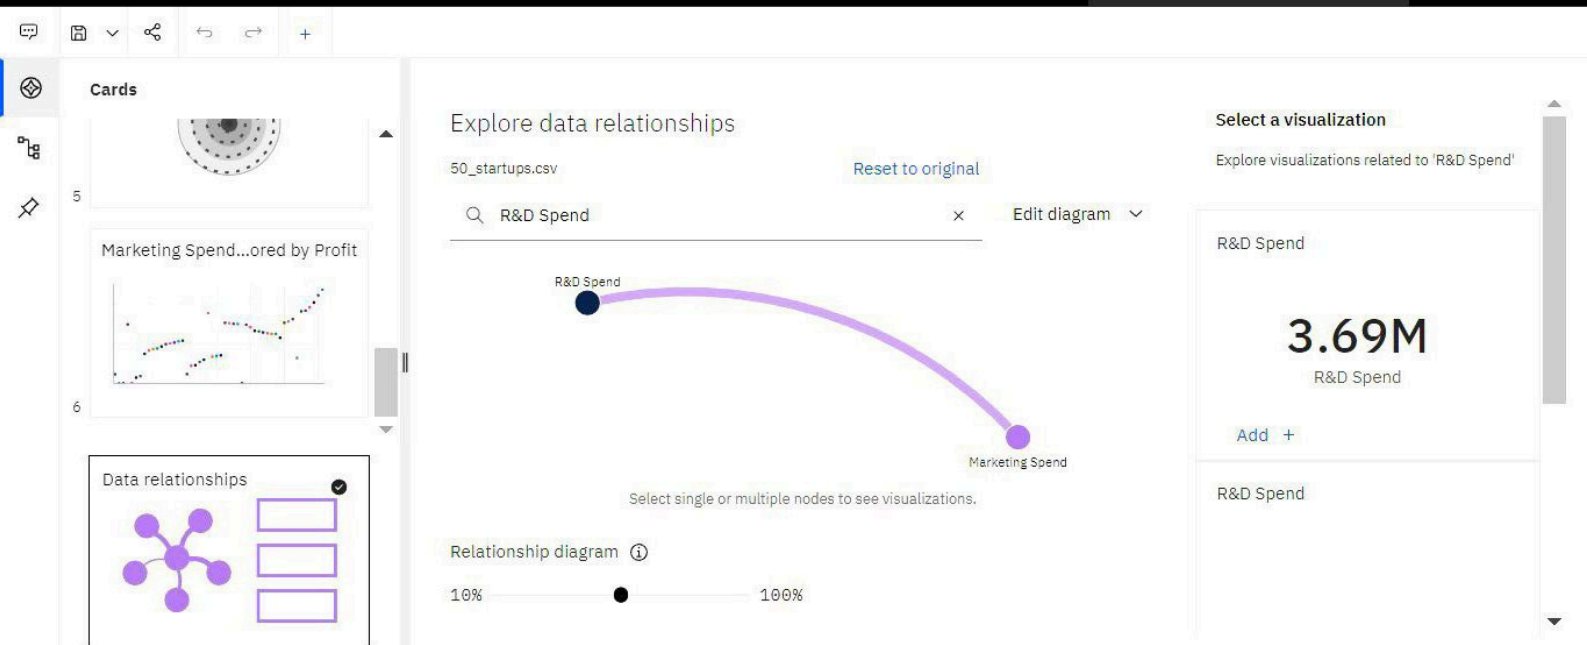 Cards
5
Marketing Spend...ored by Profit
6
Data relationships
Explore data relationships
50_startups.csv
Reset to original
R&D Spend
Edit diagram
R&D Spend
Marketing Spend
Select single or multiple nodes to see visualizations.
Relationship diagram
10%
100%
Select a visualization
Explore visualizations related to 'R&D Spend'
R&D Spend
3.69M
R&D Spend
Add +
R&D Spend